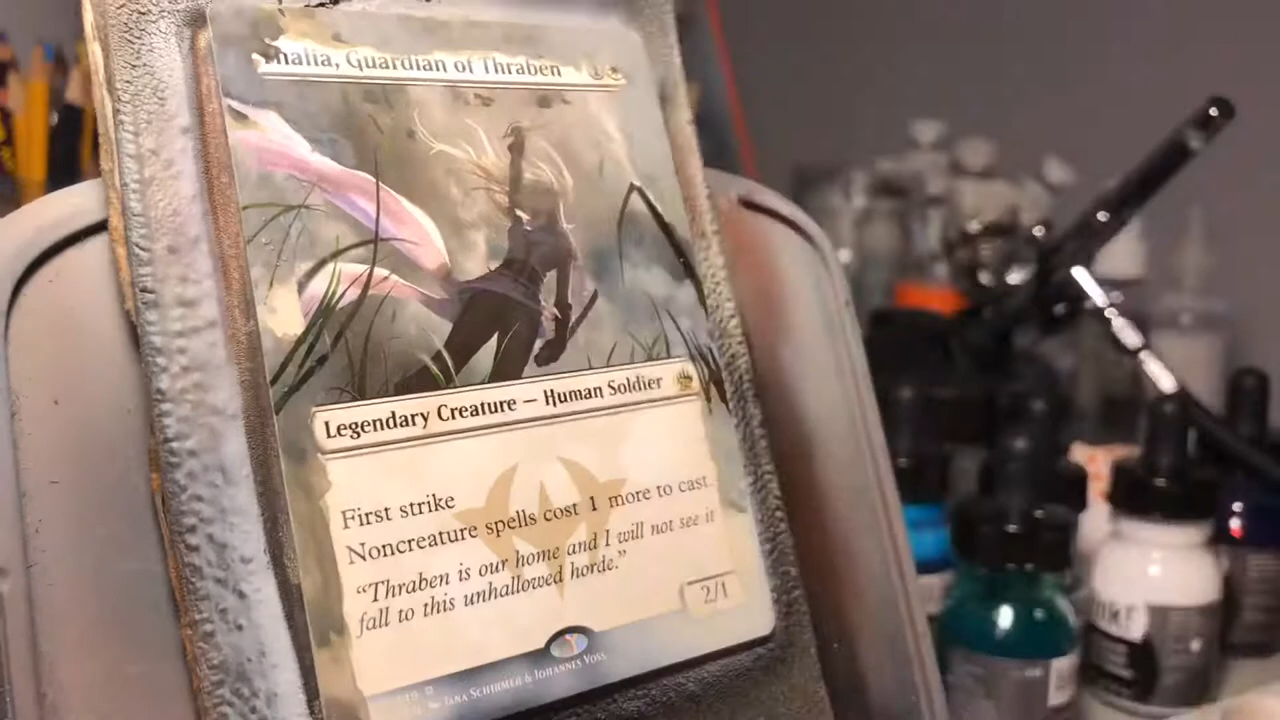 halia, Guardian of Thraben
Legendary Creature — Human Soldier
First strike
Noncreature spells cost 1 more to cast.
“Thraben is our home and I will not see it
fall to this unhallowed horde.”
2/1
Jana Schirmer & Johannes Voss